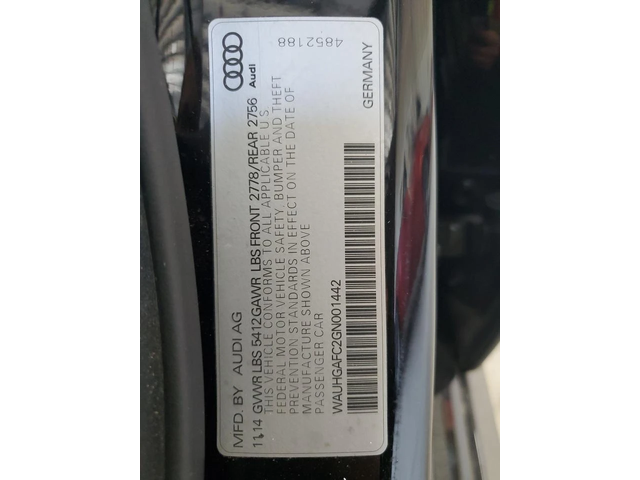 MFD. BY AUDI AG
Audi
11.14 GVWR LBS 5412 GAWR LBS FRONT 2778/REAR 2756
THIS VEHICLE CONFORMS TO ALL APPLICABLE U.S.
FEDERAL MOTOR VEHICLE SAFETY, BUMPER AND THEFT
PREVENTION STANDARDS IN EFFECT ON THE DATE OF
MANUFACTURE SHOWN ABOVE
PASSENGER CAR
4852188
WAUHGAFC2GN001442
GERMANY